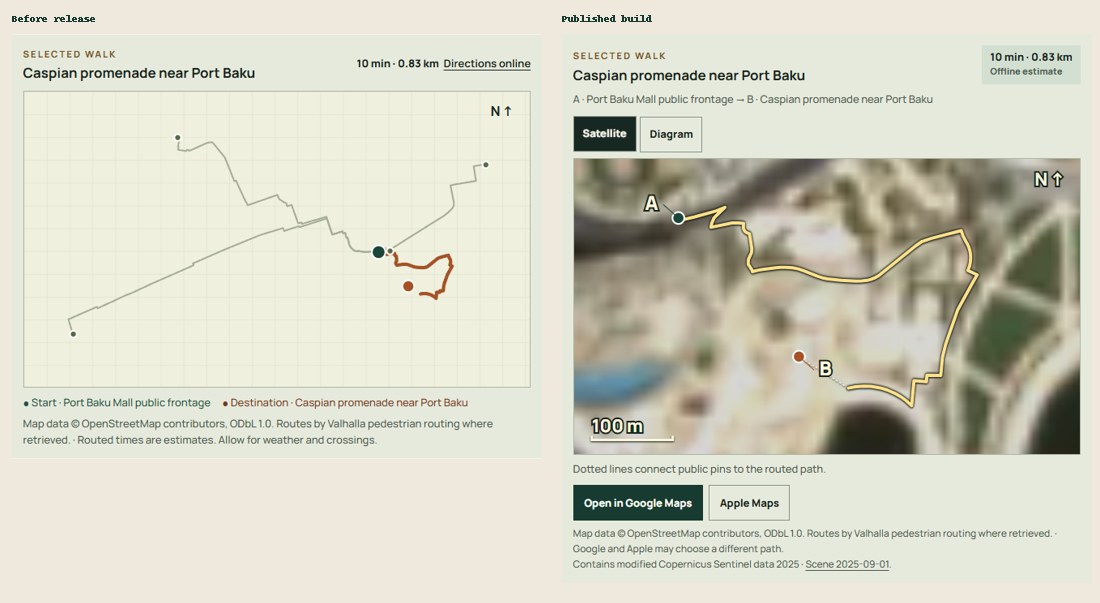 Before release
SELECTED WALK
Caspian promenade near Port Baku
10 min · 0.83 km Directions online
N ↑
● Start · Port Baku Mall public frontage ● Destination · Caspian promenade near Port Baku
Map data © OpenStreetMap contributors, ODbL 1.0. Routes by Valhalla pedestrian routing where
retrieved. · Routed times are estimates. Allow for weather and crossings.
Published build
SELECTED WALK
Caspian promenade near Port Baku
10 min · 0.83 km
Offline estimate
A · Port Baku Mall public frontage → B · Caspian promenade near Port Baku
Satellite
Diagram
N ↑
A
B
100 m
Dotted lines connect public pins to the routed path.
Open in Google Maps
Apple Maps
Map data © OpenStreetMap contributors, ODbL 1.0. Routes by Valhalla pedestrian routing where retrieved. ·
Google and Apple may choose a different path.
Contains modified Copernicus Sentinel data 2025 · Scene 2025-09-01.